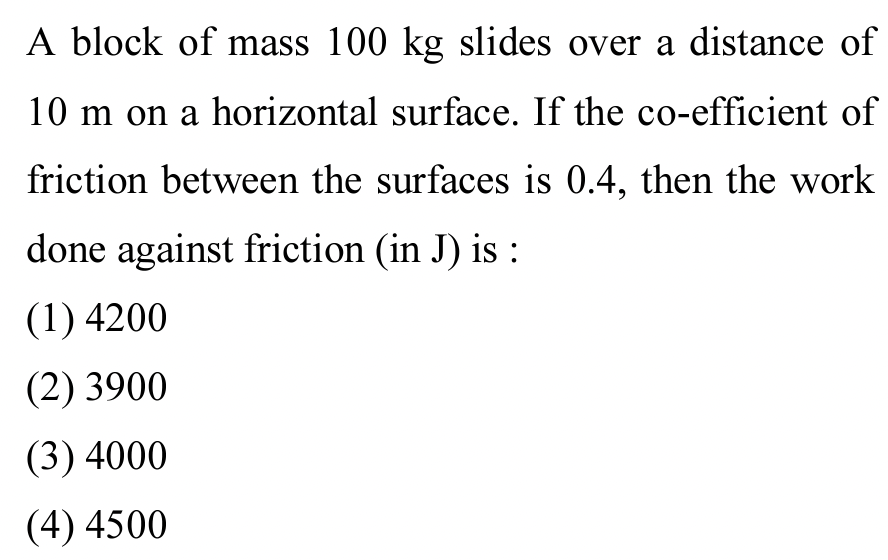 A block of mass 100 kg slides over a distance of
10 m on a horizontal surface. If the co-efficient of
friction between the surfaces is 0.4, then the work
done against friction (in J) is :
(1) 4200
(2) 3900
(3) 4000
(4) 4500